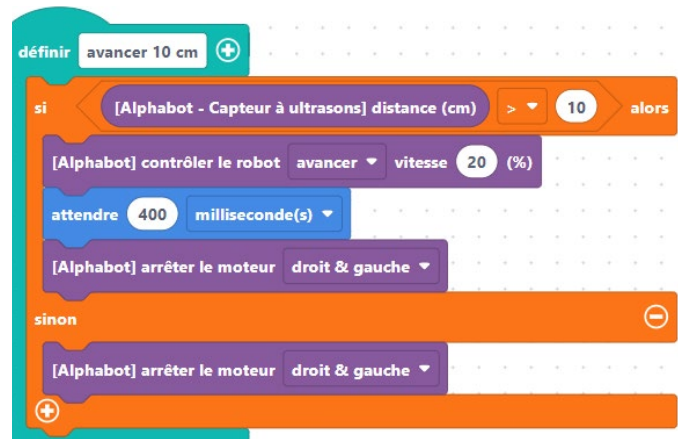 définir avancer 10 cm
si [Alphabot - Capteur à ultrasons] distance (cm) > 10 alors
[Alphabot] contrôler le robot avancer vitesse 20 (%)
attendre 400 milliseconde(s)
[Alphabot] arrêter le moteur droit & gauche
sinon
[Alphabot] arrêter le moteur droit & gauche